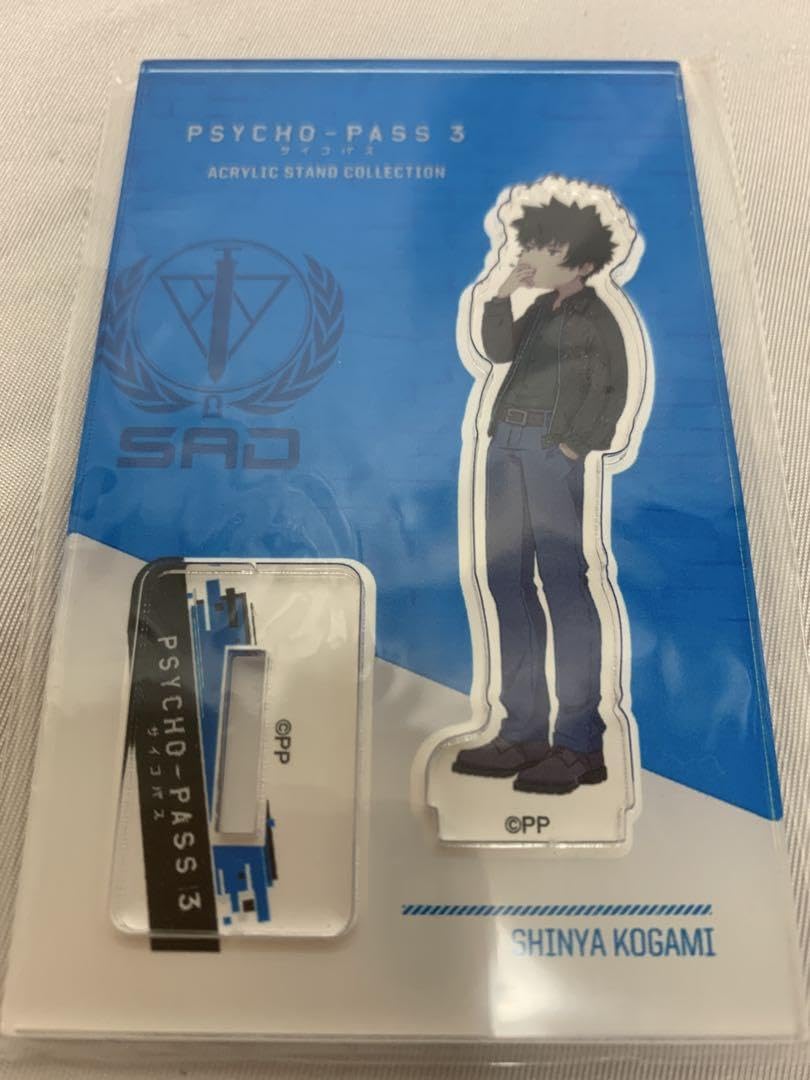 PSYCHO-PASS 3
サイコパス
ACRYLIC STAND COLLECTION
SAD
PSYCHO-PASS 3
サイコパス
©PP
©PP
SHINYA KOGAMI